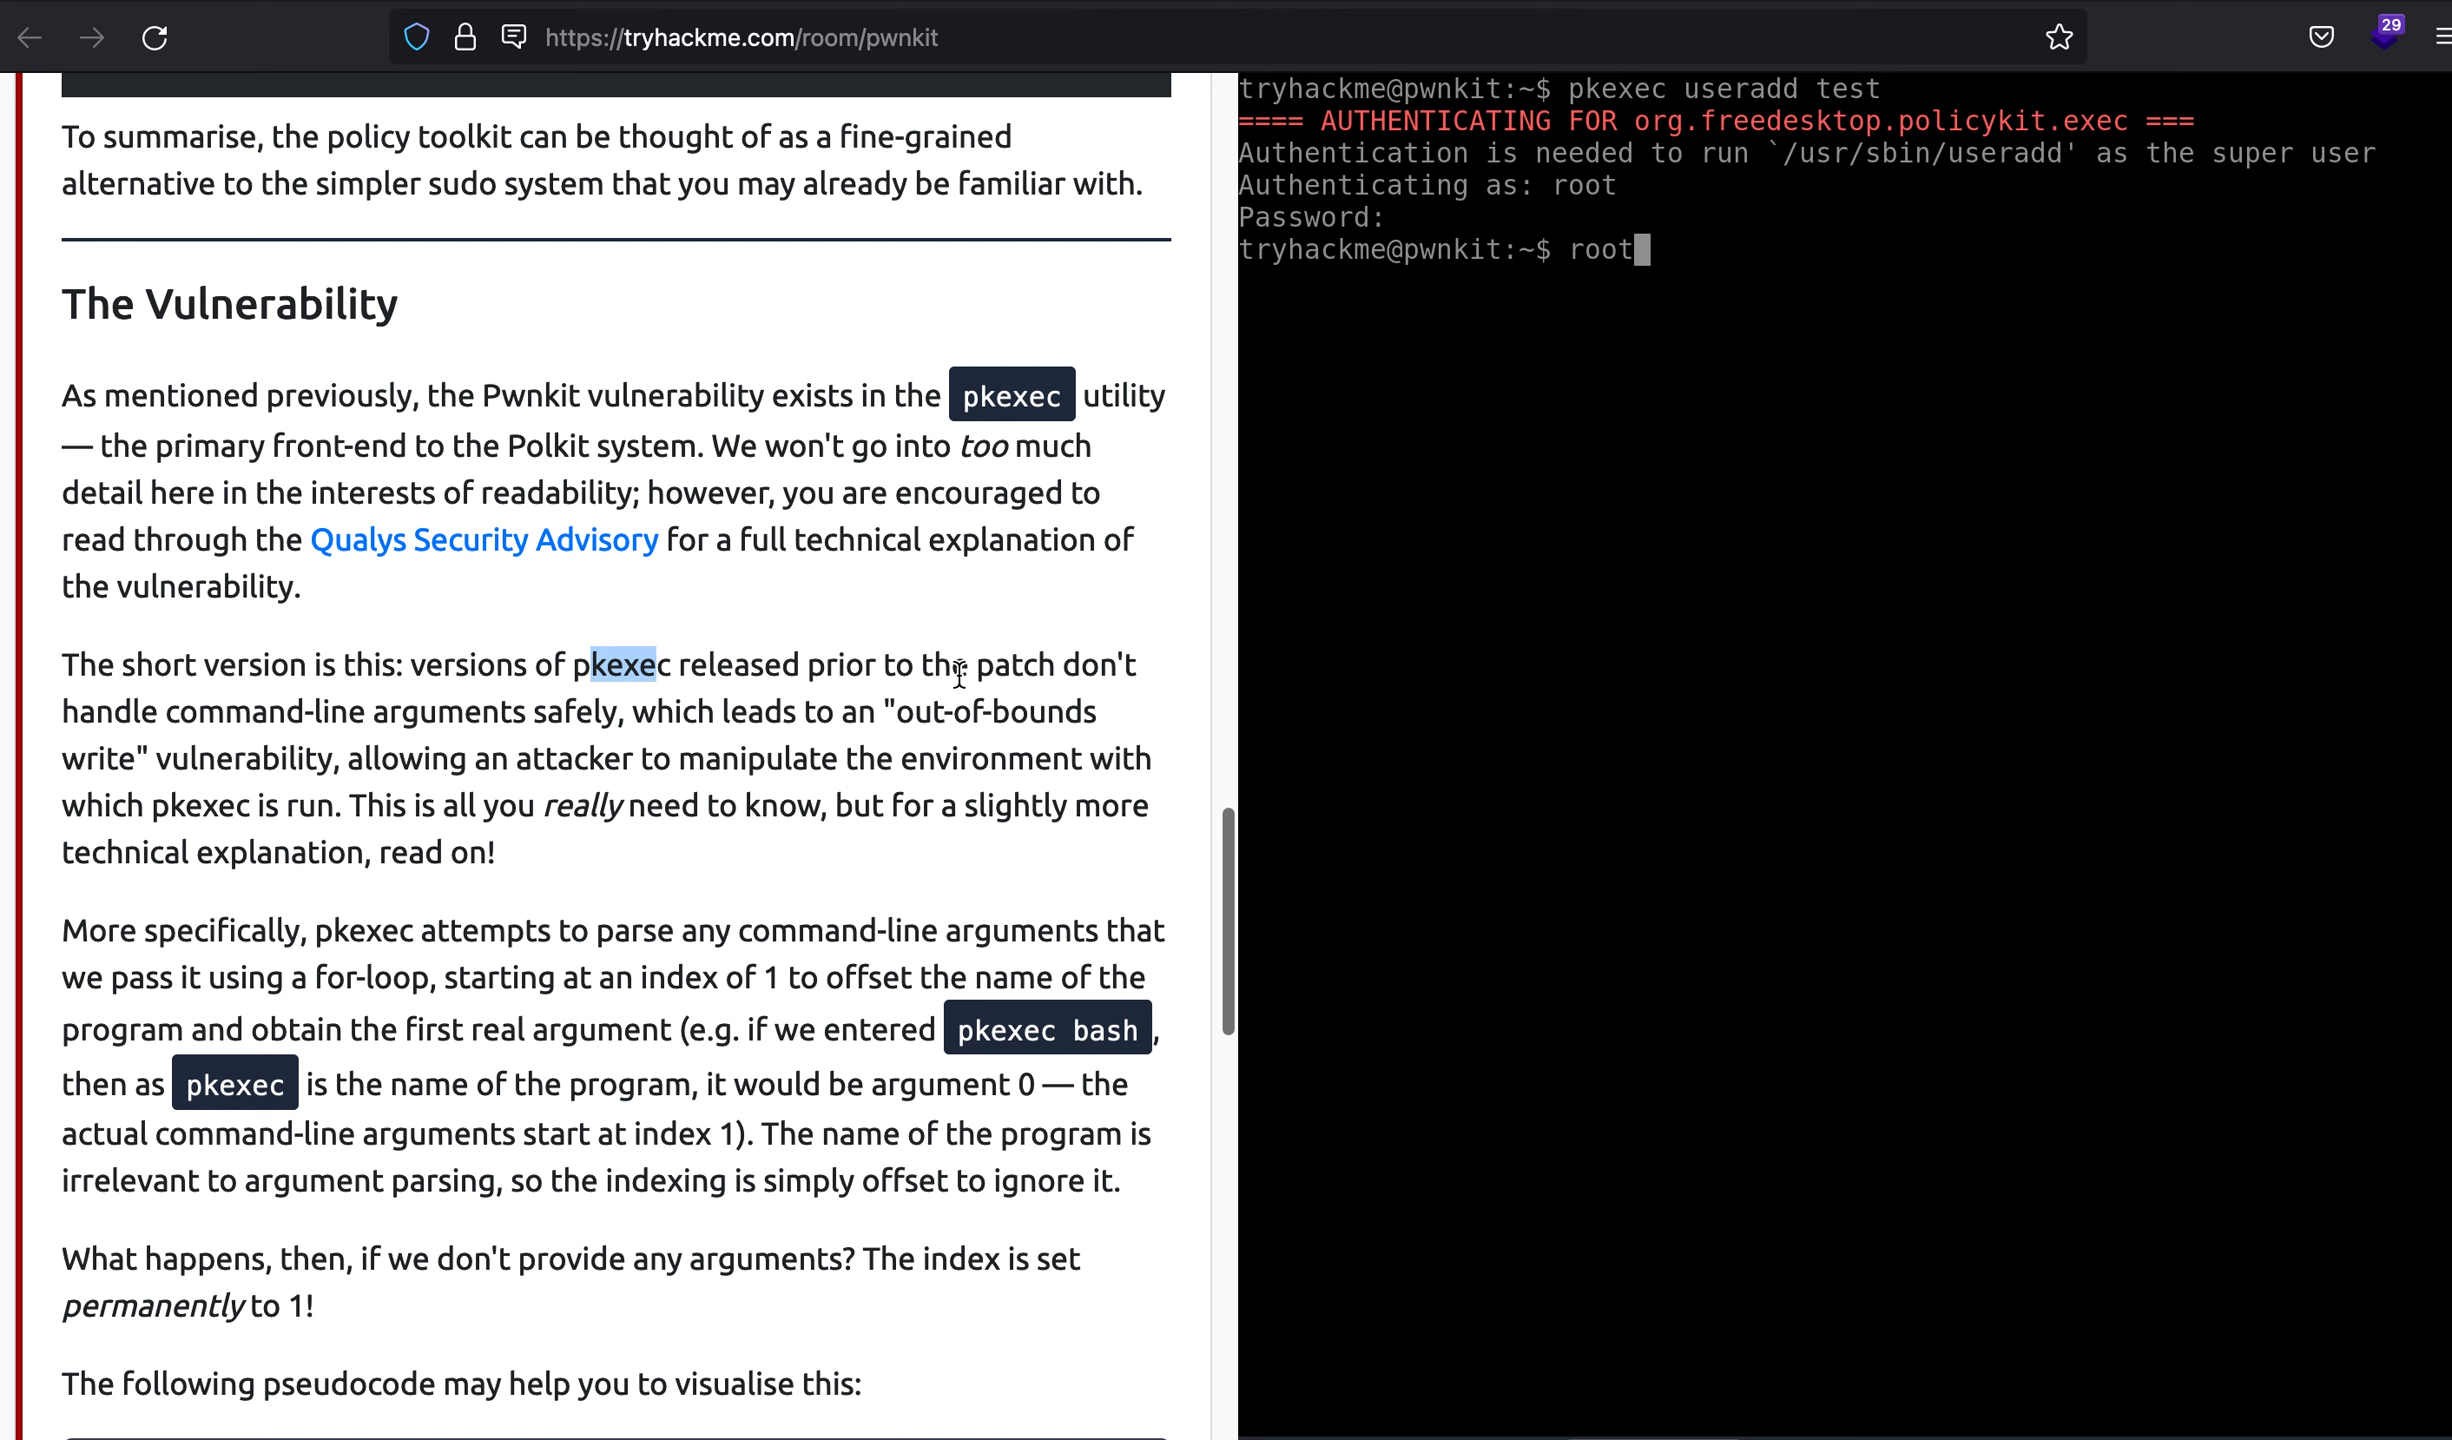 29
https://tryhackme.com/room/pwnkit
To summarise, the policy toolkit can be thought of as a fine-grained
alternative to the simpler sudo system that you may already be familiar with.
The Vulnerability
As mentioned previously, the Pwnkit vulnerability exists in the pkexec utility
— the primary front-end to the Polkit system. We won't go into too much
detail here in the interests of readability; however, you are encouraged to
read through the Qualys Security Advisory for a full technical explanation of
the vulnerability.
The short version is this: versions of pkexec released prior to the patch don't
handle command-line arguments safely, which leads to an "out-of-bounds
write" vulnerability, allowing an attacker to manipulate the environment with
which pkexec is run. This is all you really need to know, but for a slightly more
technical explanation, read on!
More specifically, pkexec attempts to parse any command-line arguments that
we pass it using a for-loop, starting at an index of 1 to offset the name of the
program and obtain the first real argument (e.g. if we entered pkexec bash,
then as pkexec is the name of the program, it would be argument 0 — the
actual command-line arguments start at index 1). The name of the program is
irrelevant to argument parsing, so the indexing is simply offset to ignore it.
What happens, then, if we don't provide any arguments? The index is set
permanently to 1!
The following pseudocode may help you to visualise this:
tryhackme@pwnkit:~$ pkexec useradd test
==== AUTHENTICATING FOR org.freedesktop.policykit.exec ===
Authentication is needed to run `/usr/sbin/useradd' as the super user
Authenticating as: root
Password:
tryhackme@pwnkit:~$ root